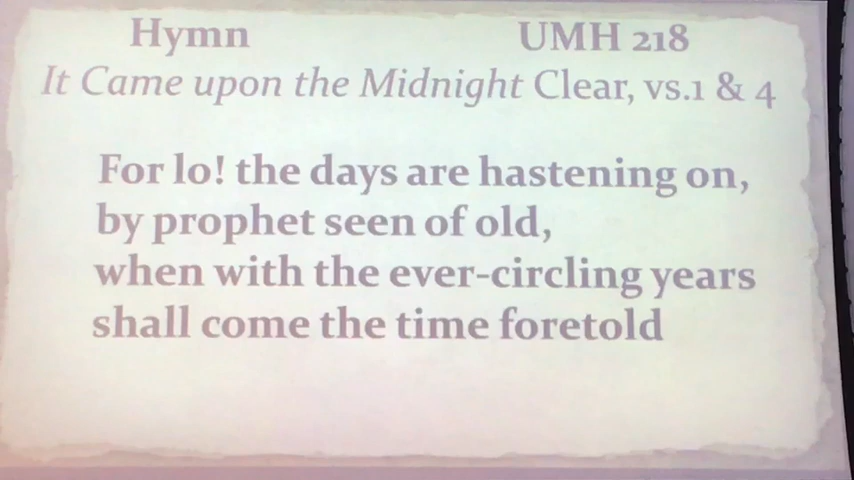 Hymn UMH 218
It Came upon the Midnight Clear, vs.1 & 4
For lo! the days are hastening on,
by prophet seen of old,
when with the ever-circling years
shall come the time foretold